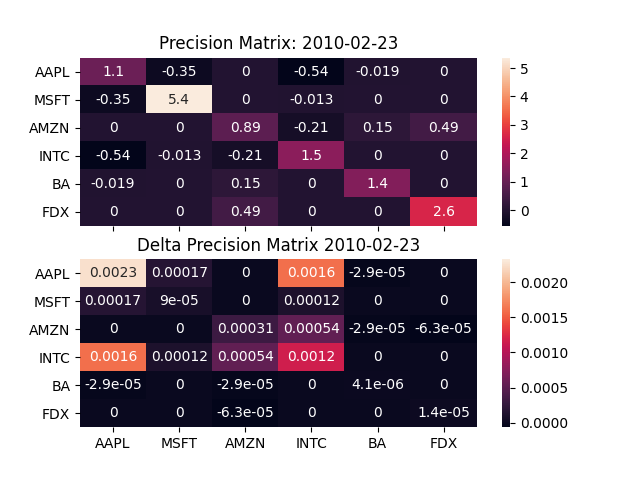 Precision Matrix: 2010-02-23
AAPL 1.1 -0.35 0 -0.54 -0.019 0
MSFT -0.35 5.4 0 -0.013 0 0
AMZN 0 0 0.89 -0.21 0.15 0.49
INTC -0.54 -0.013 -0.21 1.5 0 0
BA -0.019 0 0.15 0 1.4 0
FDX 0 0 0.49 0 0 2.6
5
4
3
2
1
0
Delta Precision Matrix 2010-02-23
AAPL 0.0023 0.00017 0 0.0016 -2.9e-05 0
MSFT 0.00017 9e-05 0 0.00012 0 0
AMZN 0 0 0.00031 0.00054 -2.9e-05 -6.3e-05
INTC 0.0016 0.00012 0.00054 0.0012 0 0
BA -2.9e-05 0 -2.9e-05 0 4.1e-06 0
FDX 0 0 -6.3e-05 0 0 1.4e-05
AAPL MSFT AMZN INTC BA FDX
0.0020
0.0015
0.0010
0.0005
0.0000